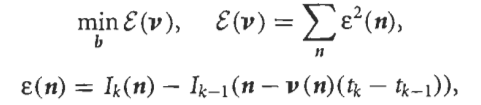 min_b ℰ(𝝂), ℰ(𝝂) = ∑_n ε²(n),
ε(n) = I_k(n) − I_{k−1}(n − 𝝂(n)(t_k − t_{k−1})),